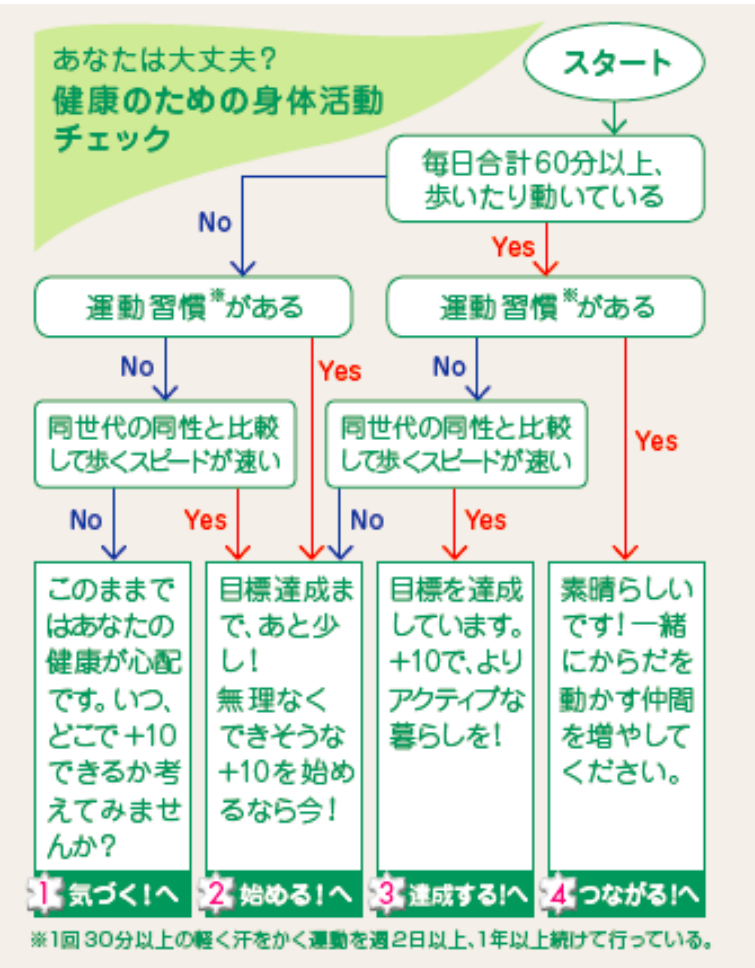 あなたは大丈夫?
健康のための身体活動
チェック
スタート
毎日合計60分以上、
歩いたり動いている
No
Yes
運動習慣※がある
運動習慣※がある
No
Yes
No
Yes
同世代の同性と比較
して歩くスピードが速い
同世代の同性と比較
して歩くスピードが速い
No
Yes
No
Yes
このままで
はあなたの
健康が心配
です。いつ、
どこで+10
できるか考
えてみませ
んか?
目標達成ま
で、あと少
し!
無理なく
できそうな
+10を始め
るなら今!
目標を達成
しています。
+10で、より
アクティブな
暮らしを!
素晴らしい
です!一緒
にからだを
動かす仲間
を増やして
ください。
1 気づく!へ
2 始める!へ
3 達成する!へ
4 つながる!へ
※1回30分以上の軽く汗をかく運動を週2日以上、1年以上続けて行っている。